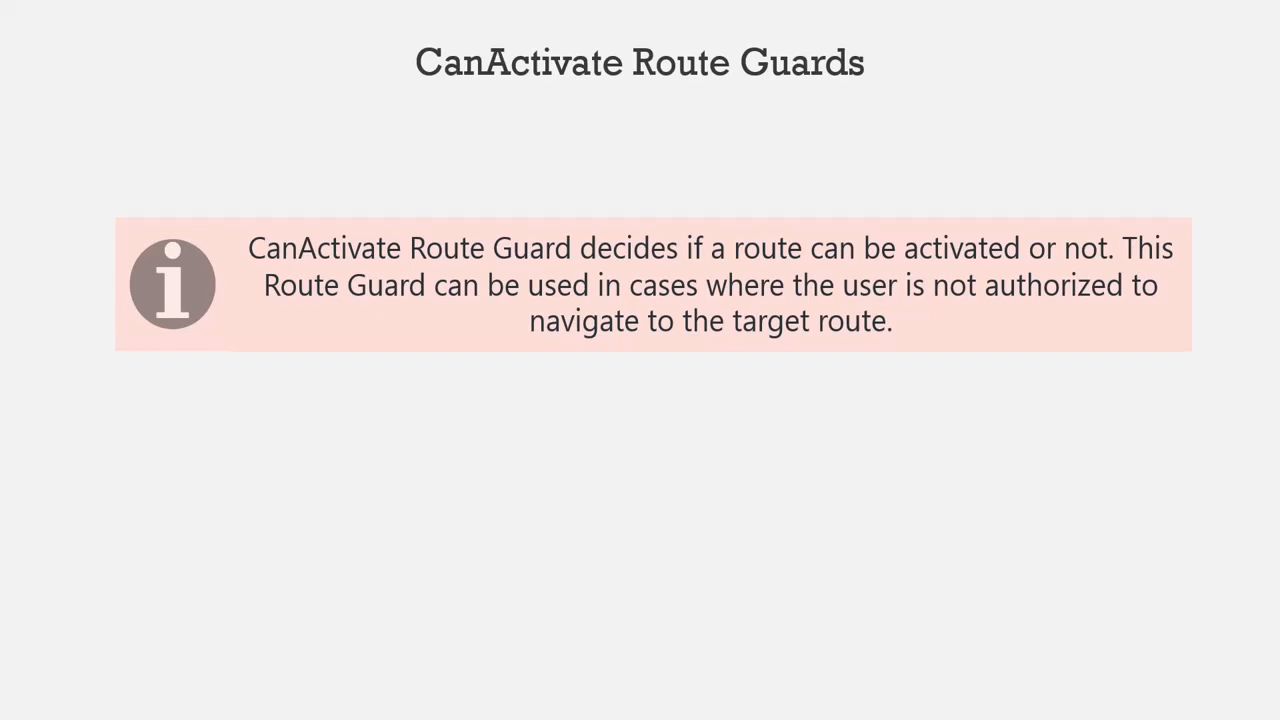 CanActivate Route Guards
CanActivate Route Guard decides if a route can be activated or not. This
Route Guard can be used in cases where the user is not authorized to
navigate to the target route.